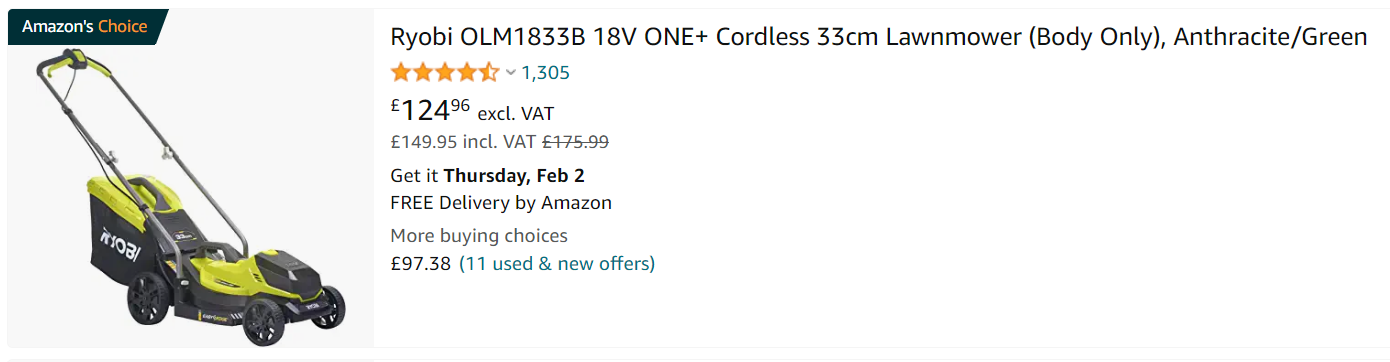 Amazon's Choice
Ryobi OLM1833B 18V ONE+ Cordless 33cm Lawnmower (Body Only), Anthracite/Green
1,305
£12496 excl. VAT
£149.95 incl. VAT £175.99
Get it Thursday, Feb 2
FREE Delivery by Amazon
More buying choices
£97.38 (11 used & new offers)
RYOBI
RYOBI